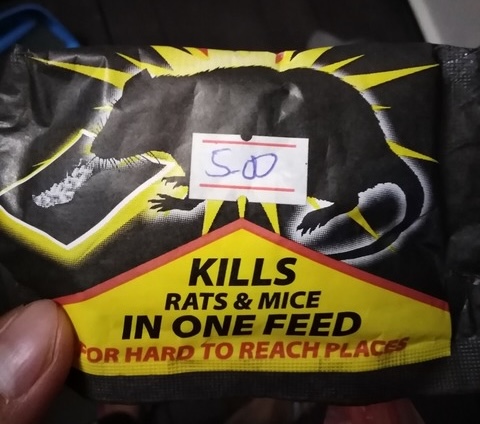 5-00
KILLS
RATS & MICE
IN ONE FEED
FOR HARD TO REACH PLACES